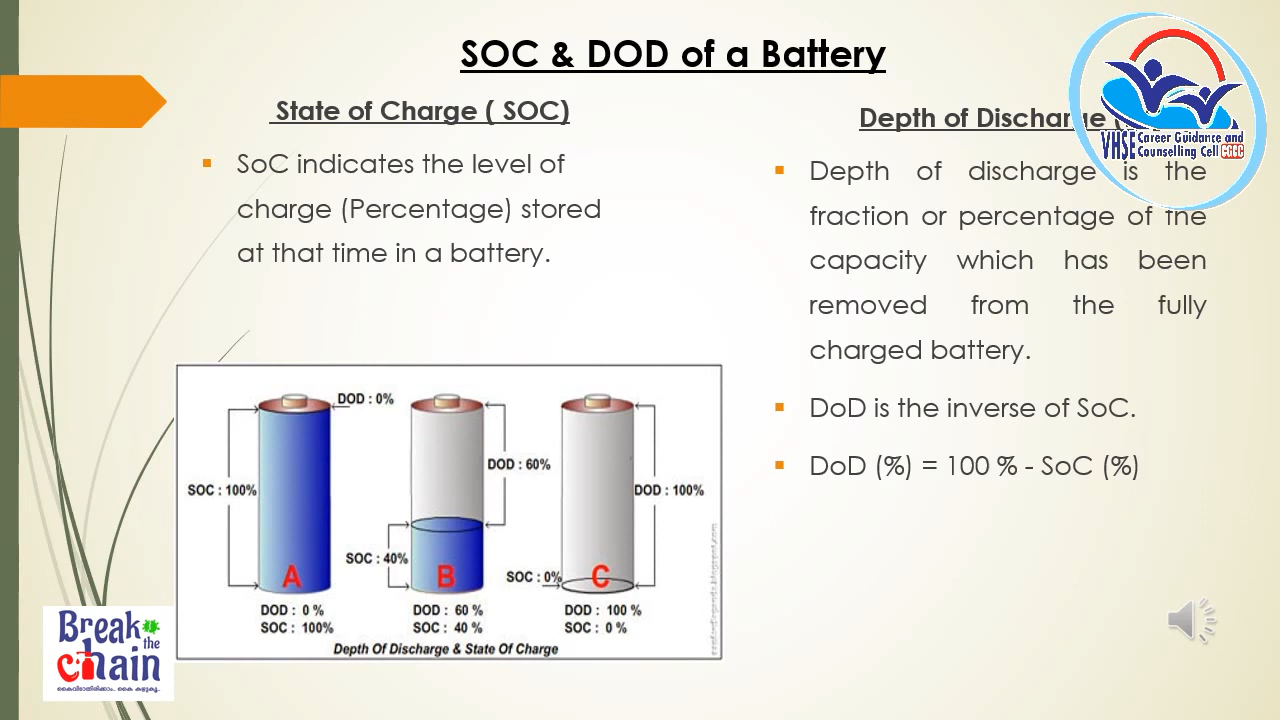 SOC & DOD of a Battery
State of Charge ( SOC)
▪ SoC indicates the level of
charge (Percentage) stored
at that time in a battery.
Depth of Discharge
▪ Depth of discharge is the
fraction or percentage of the
capacity which has been
removed from the fully
charged battery.
▪ DoD is the inverse of SoC.
▪ DoD (%) = 100 % - SoC (%)
VHSE Career Guidance and
Counselling Cell CGCC
DOD : 0%
SOC : 100%
A
DOD : 0 %
SOC : 100%
DOD : 60%
SOC : 40%
B
DOD : 60 %
SOC : 40 %
DOD : 100%
SOC : 0%
C
DOD : 100 %
SOC : 0 %
Depth Of Discharge & State Of Charge
Break
the
chain